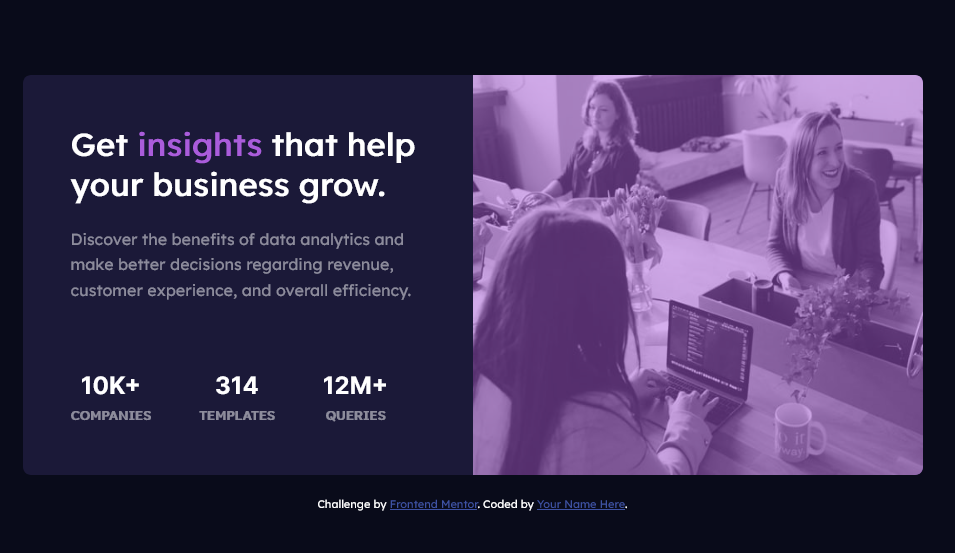 Get insights that help
your business grow.
Discover the benefits of data analytics and
make better decisions regarding revenue,
customer experience, and overall efficiency.
10K+ 314 12M+
COMPANIES TEMPLATES QUERIES
Challenge by Frontend Mentor. Coded by Your Name Here.